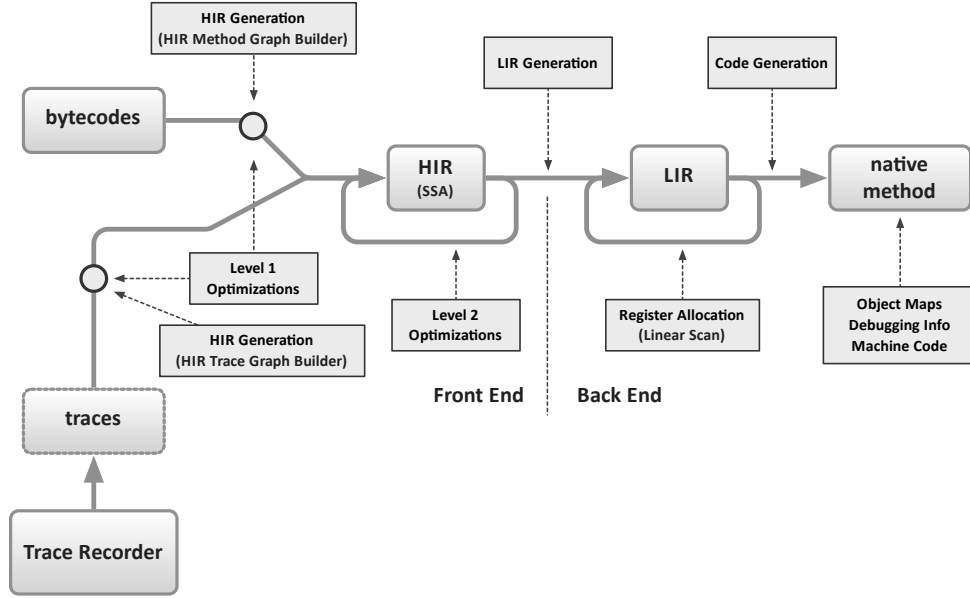 HIR Generation
(HIR Method Graph Builder)
LIR Generation
Code Generation
bytecodes
HIR
(SSA)
LIR
native
method
Level 1
Optimizations
HIR Generation
(HIR Trace Graph Builder)
Level 2
Optimizations
Register Allocation
(Linear Scan)
Object Maps
Debugging Info
Machine Code
Front End
Back End
traces
Trace Recorder